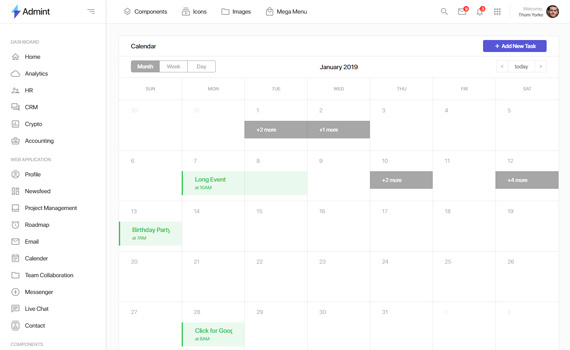 Admint
Components
Icons
Images
Mega Menu
Welcome,
Thom Yorke
DASHBOARD
Home
Analytics
HR
CRM
Crypto
Accounting
WEB APPLICATION
Profile
Newsfeed
Project Management
Roadmap
Email
Calender
Team Collaboration
Messenger
Live Chat
Contact
COMPONENTS
Calendar
+ Add New Task
Month Week Day
January 2019
< today >
SUN MON TUE WED THU FRI SAT
30 31 1 2 3 4 5
+2 more +1 more
6 7 8 9 10 11 12
Long Event
at 10AM
+2 more +4 more
13 14 15 16 17 18 19
Birthday Party
at 7AM
20 21 22 23 24 25 26
27 28 29 30 31
Click for Goog
at 8AM